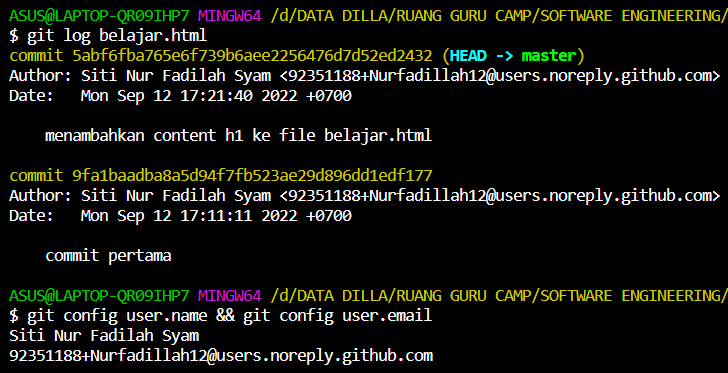 ASUS@LAPTOP-QR09IHP7 MINGW64 /d/DATA DILLA/RUANG GURU CAMP/SOFTWARE ENGINEERING/
$ git log belajar.html
commit 5abf6fba765e6f739b6aee2256476d7d52ed2432 (HEAD -> master)
Author: Siti Nur Fadilah Syam <92351188+Nurfadillah12@users.noreply.github.com>
Date:   Mon Sep 12 17:21:40 2022 +0700
    menambahkan content h1 ke file belajar.html
commit 9fa1baadba8a5d94f7fb523ae29d896dd1edf177
Author: Siti Nur Fadilah Syam <92351188+Nurfadillah12@users.noreply.github.com>
Date:   Mon Sep 12 17:11:11 2022 +0700
    commit pertama
ASUS@LAPTOP-QR09IHP7 MINGW64 /d/DATA DILLA/RUANG GURU CAMP/SOFTWARE ENGINEERING/
$ git config user.name && git config user.email
Siti Nur Fadilah Syam
92351188+Nurfadillah12@users.noreply.github.com